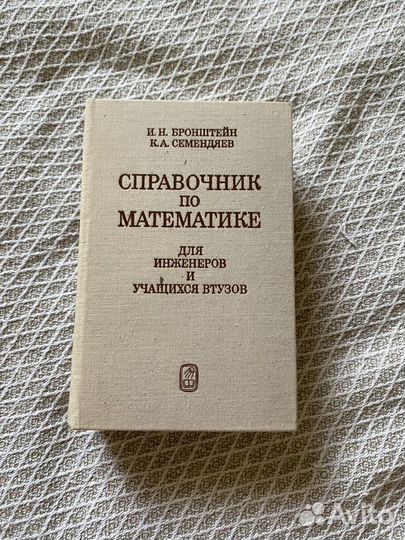 И. Н. БРОНШТЕЙН
К. А. СЕМЕНДЯЕВ
СПРАВОЧНИК
ПО
МАТЕМАТИКЕ
ДЛЯ
ИНЖЕНЕРОВ
И
УЧАЩИХСЯ ВТУЗОВ
Avito